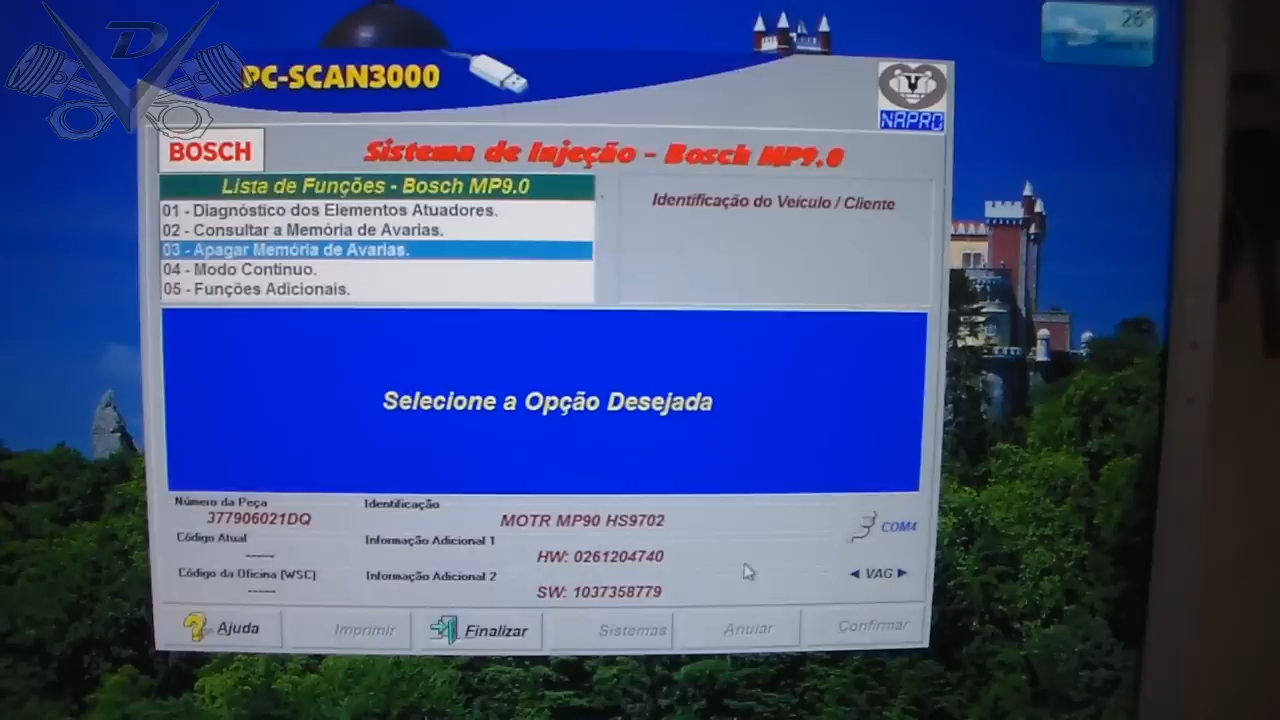 D
26°
PC-SCAN3000
NAPRO
BOSCH
Sistema de Injeção - Bosch MP9.0
Lista de Funções - Bosch MP9.0
Identificação do Veículo / Cliente
01 - Diagnóstico dos Elementos Atuadores.
02 - Consultar a Memória de Avarias.
03 - Apagar Memória de Avarias.
04 - Modo Contínuo.
05 - Funções Adicionais.
Selecione a Opção Desejada
Número da Peça
377906021DQ
Identificação
MOTR MP90 HS9702
Código Atual
-----
Informação Adicional 1
HW: 0261204740
COM4
Código da Oficina (WSC)
-----
Informação Adicional 2
SW: 1037358779
VAG
Ajuda
Imprimir
Finalizar
Sistemas
Anular
Confirmar